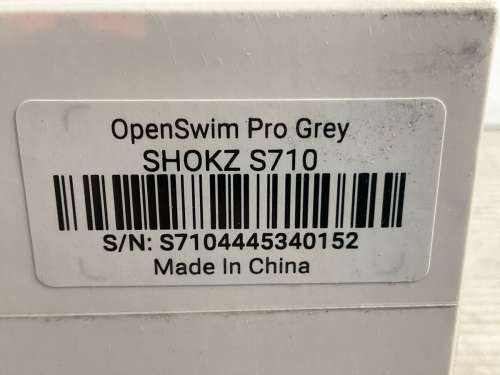 OpenSwim Pro Grey
SHOKZ S710
S/N: S7104445340152
Made In China